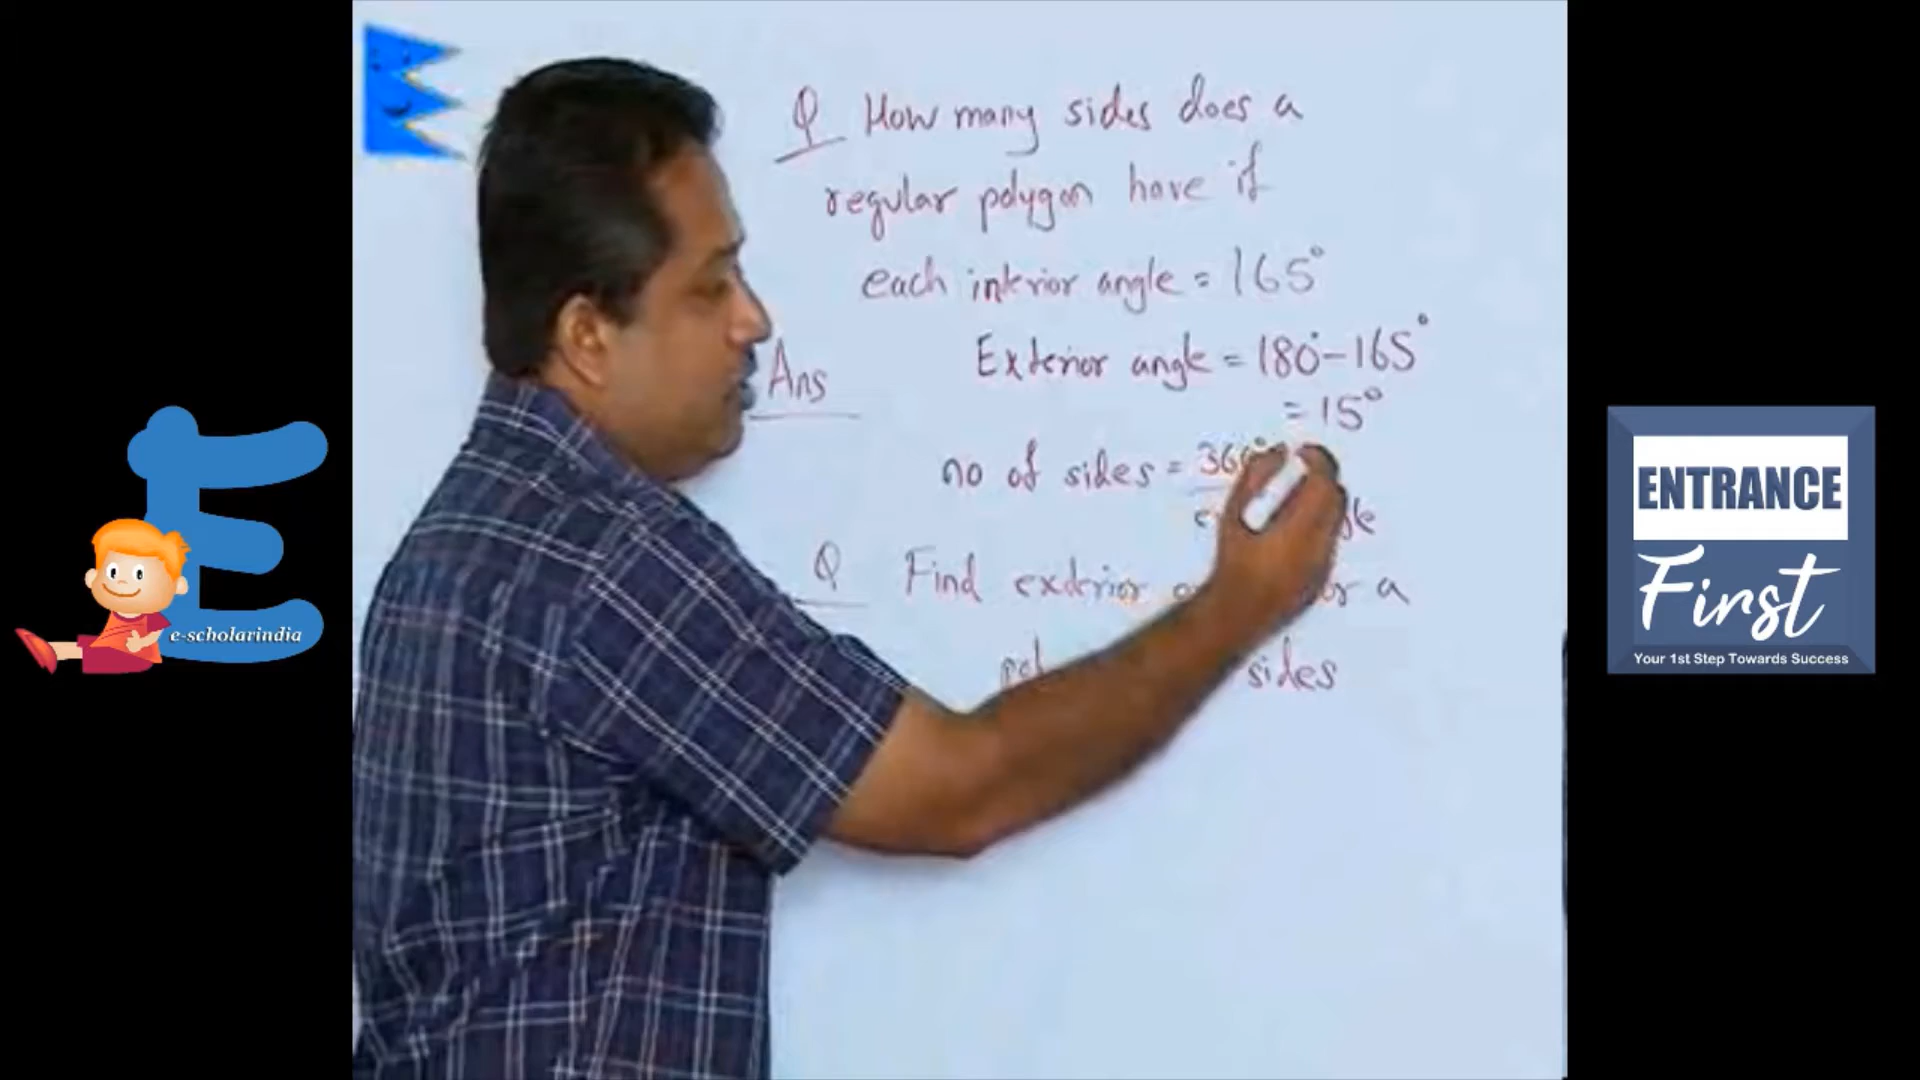 Q How many sides does a
regular polygon have if
each interior angle = 165°
Ans
Exterior angle = 180° - 165°
= 15°
no of sides = 360°
Q Find exterior a
sides
e-scholarindia
ENTRANCE
First
Your 1st Step Towards Success